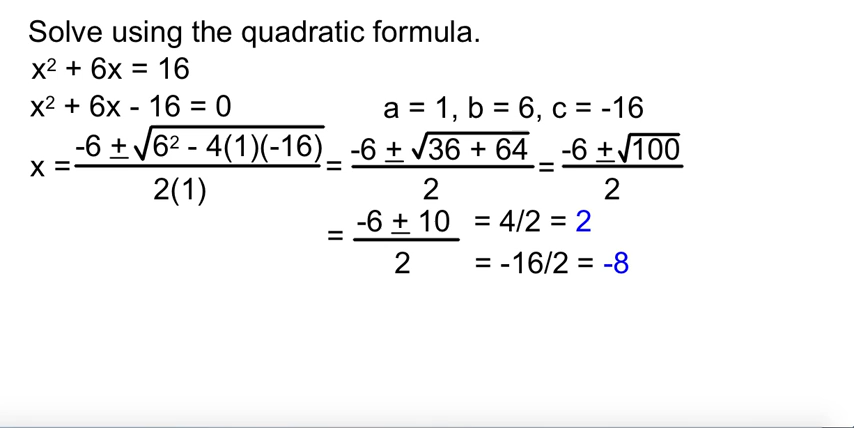 Solve using the quadratic formula.
x² + 6x = 16
x² + 6x - 16 = 0    a = 1, b = 6, c = -16
x = (-6 ± √(6² - 4(1)(-16)))/2(1) = (-6 ± √(36 + 64))/2 = (-6 ± √100)/2
= (-6 ± 10)/2 = 4/2 = 2
= -16/2 = -8